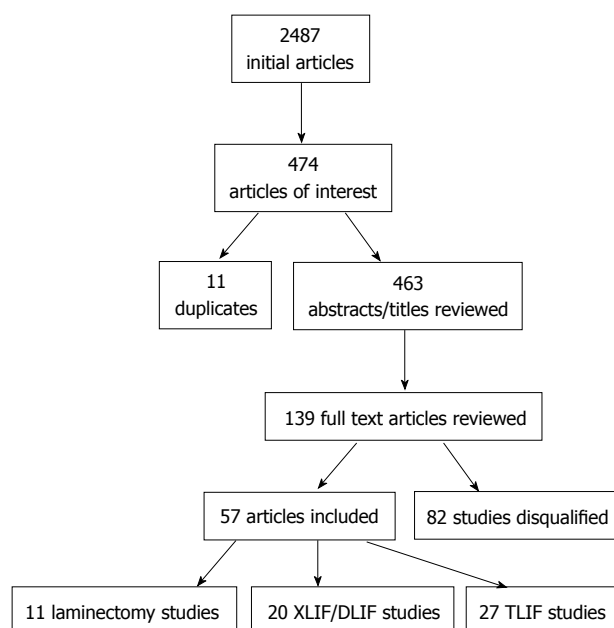 2487
initial articles
474
articles of interest
11
duplicates
463
abstracts/titles reviewed
139 full text articles reviewed
57 articles included
82 studies disqualified
11 laminectomy studies
20 XLIF/DLIF studies
27 TLIF studies